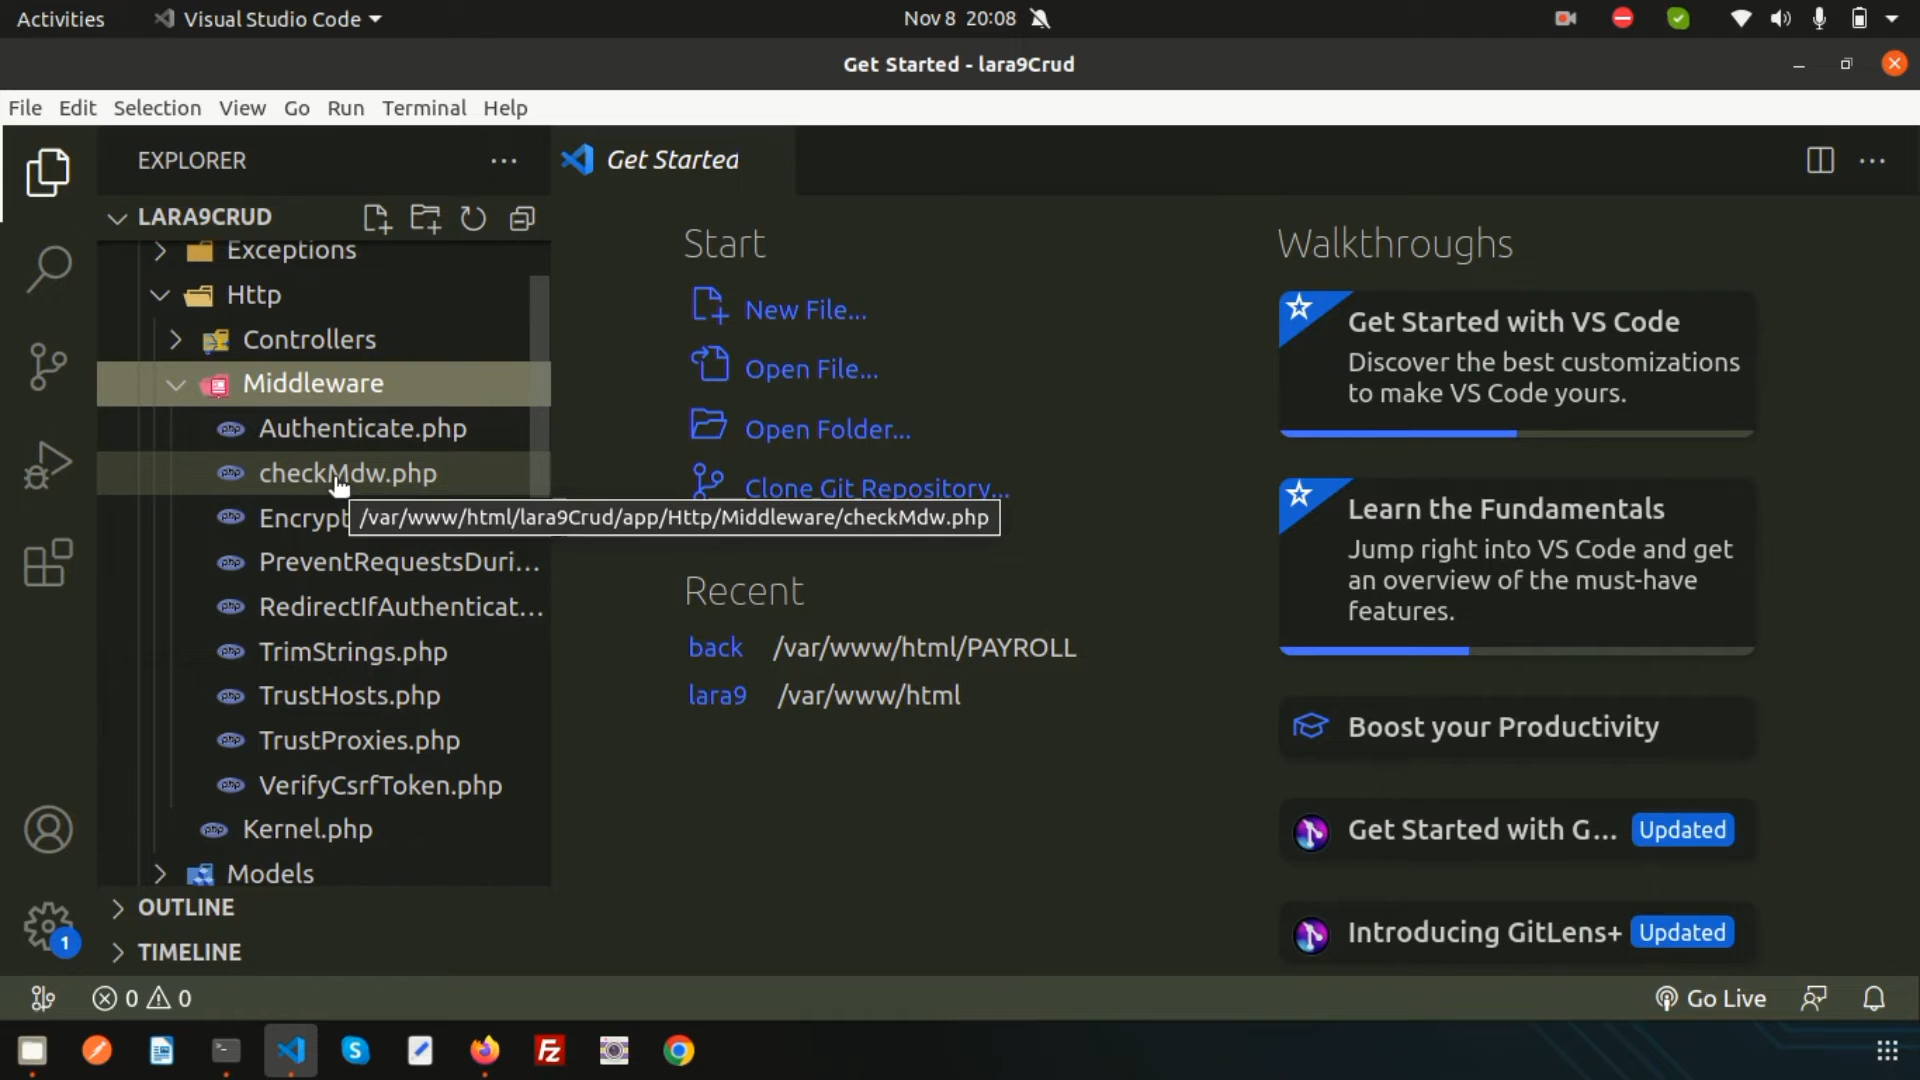 Activities
Visual Studio Code
Nov 8 20:08
Get Started - lara9Crud
File Edit Selection View Go Run Terminal Help
EXPLORER
LARA9CRUD
Exceptions
Http
Controllers
Middleware
Authenticate.php
checkMdw.php
Encrypt
/var/www/html/lara9Crud/app/Http/Middleware/checkMdw.php
PreventRequestsDuri...
RedirectIfAuthenticat...
TrimStrings.php
TrustHosts.php
TrustProxies.php
VerifyCsrfToken.php
Kernel.php
Models
OUTLINE
TIMELINE
Get Started
Start
New File...
Open File...
Open Folder...
Clone Git Repository...
Recent
back /var/www/html/PAYROLL
lara9 /var/www/html
Walkthroughs
Get Started with VS Code
Discover the best customizations
to make VS Code yours.
Learn the Fundamentals
Jump right into VS Code and get
an overview of the must-have
features.
Boost your Productivity
Get Started with G... Updated
Introducing GitLens+ Updated
1
0 0
Go Live